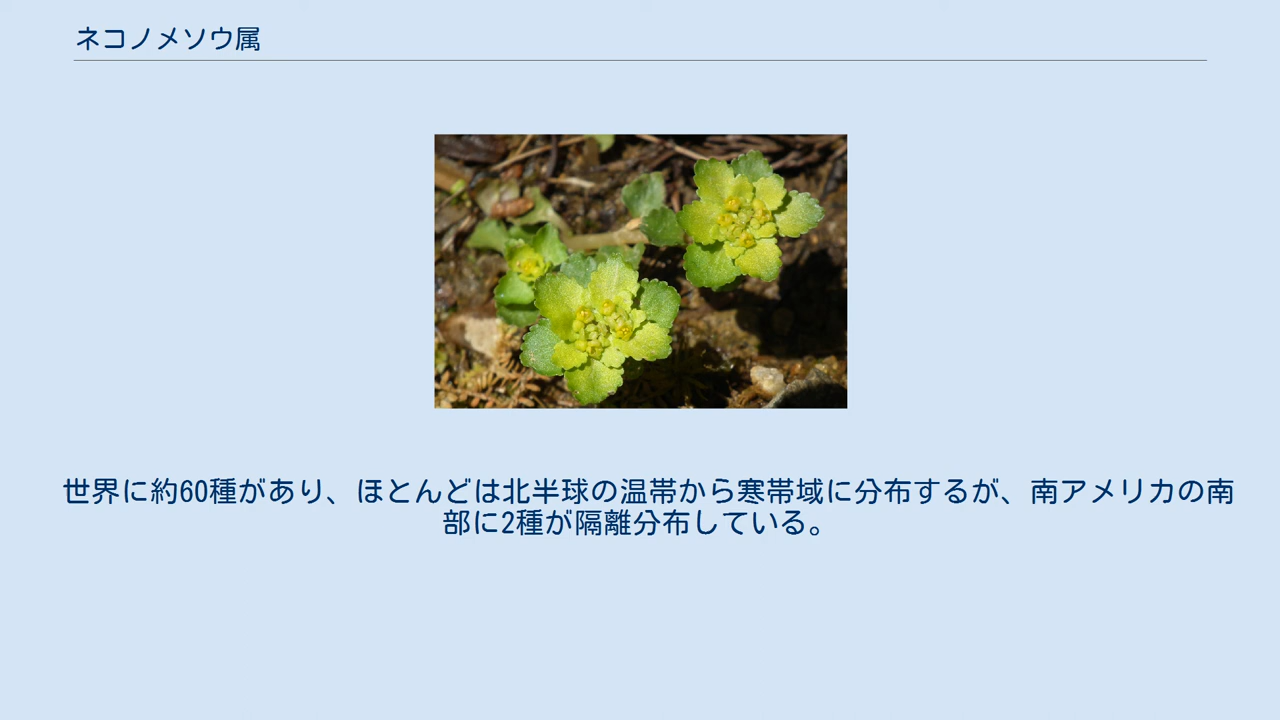 ネコノメソウ属
世界に約60種があり、ほとんどは北半球の温帯から寒帯域に分布するが、南アメリカの南
部に2種が隔離分布している。